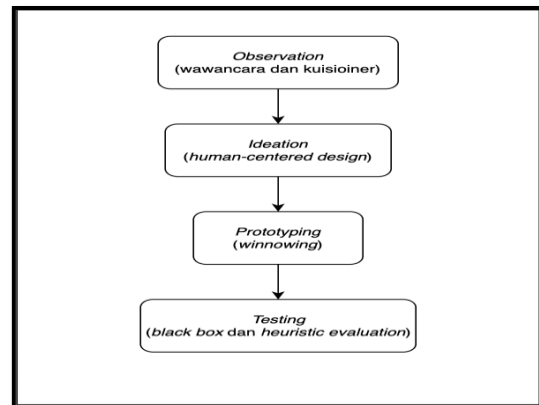 Observation
(wawancara dan kuisioiner)
Ideation
(human-centered design)
Prototyping
(winnowing)
Testing
(black box dan heuristic evaluation)